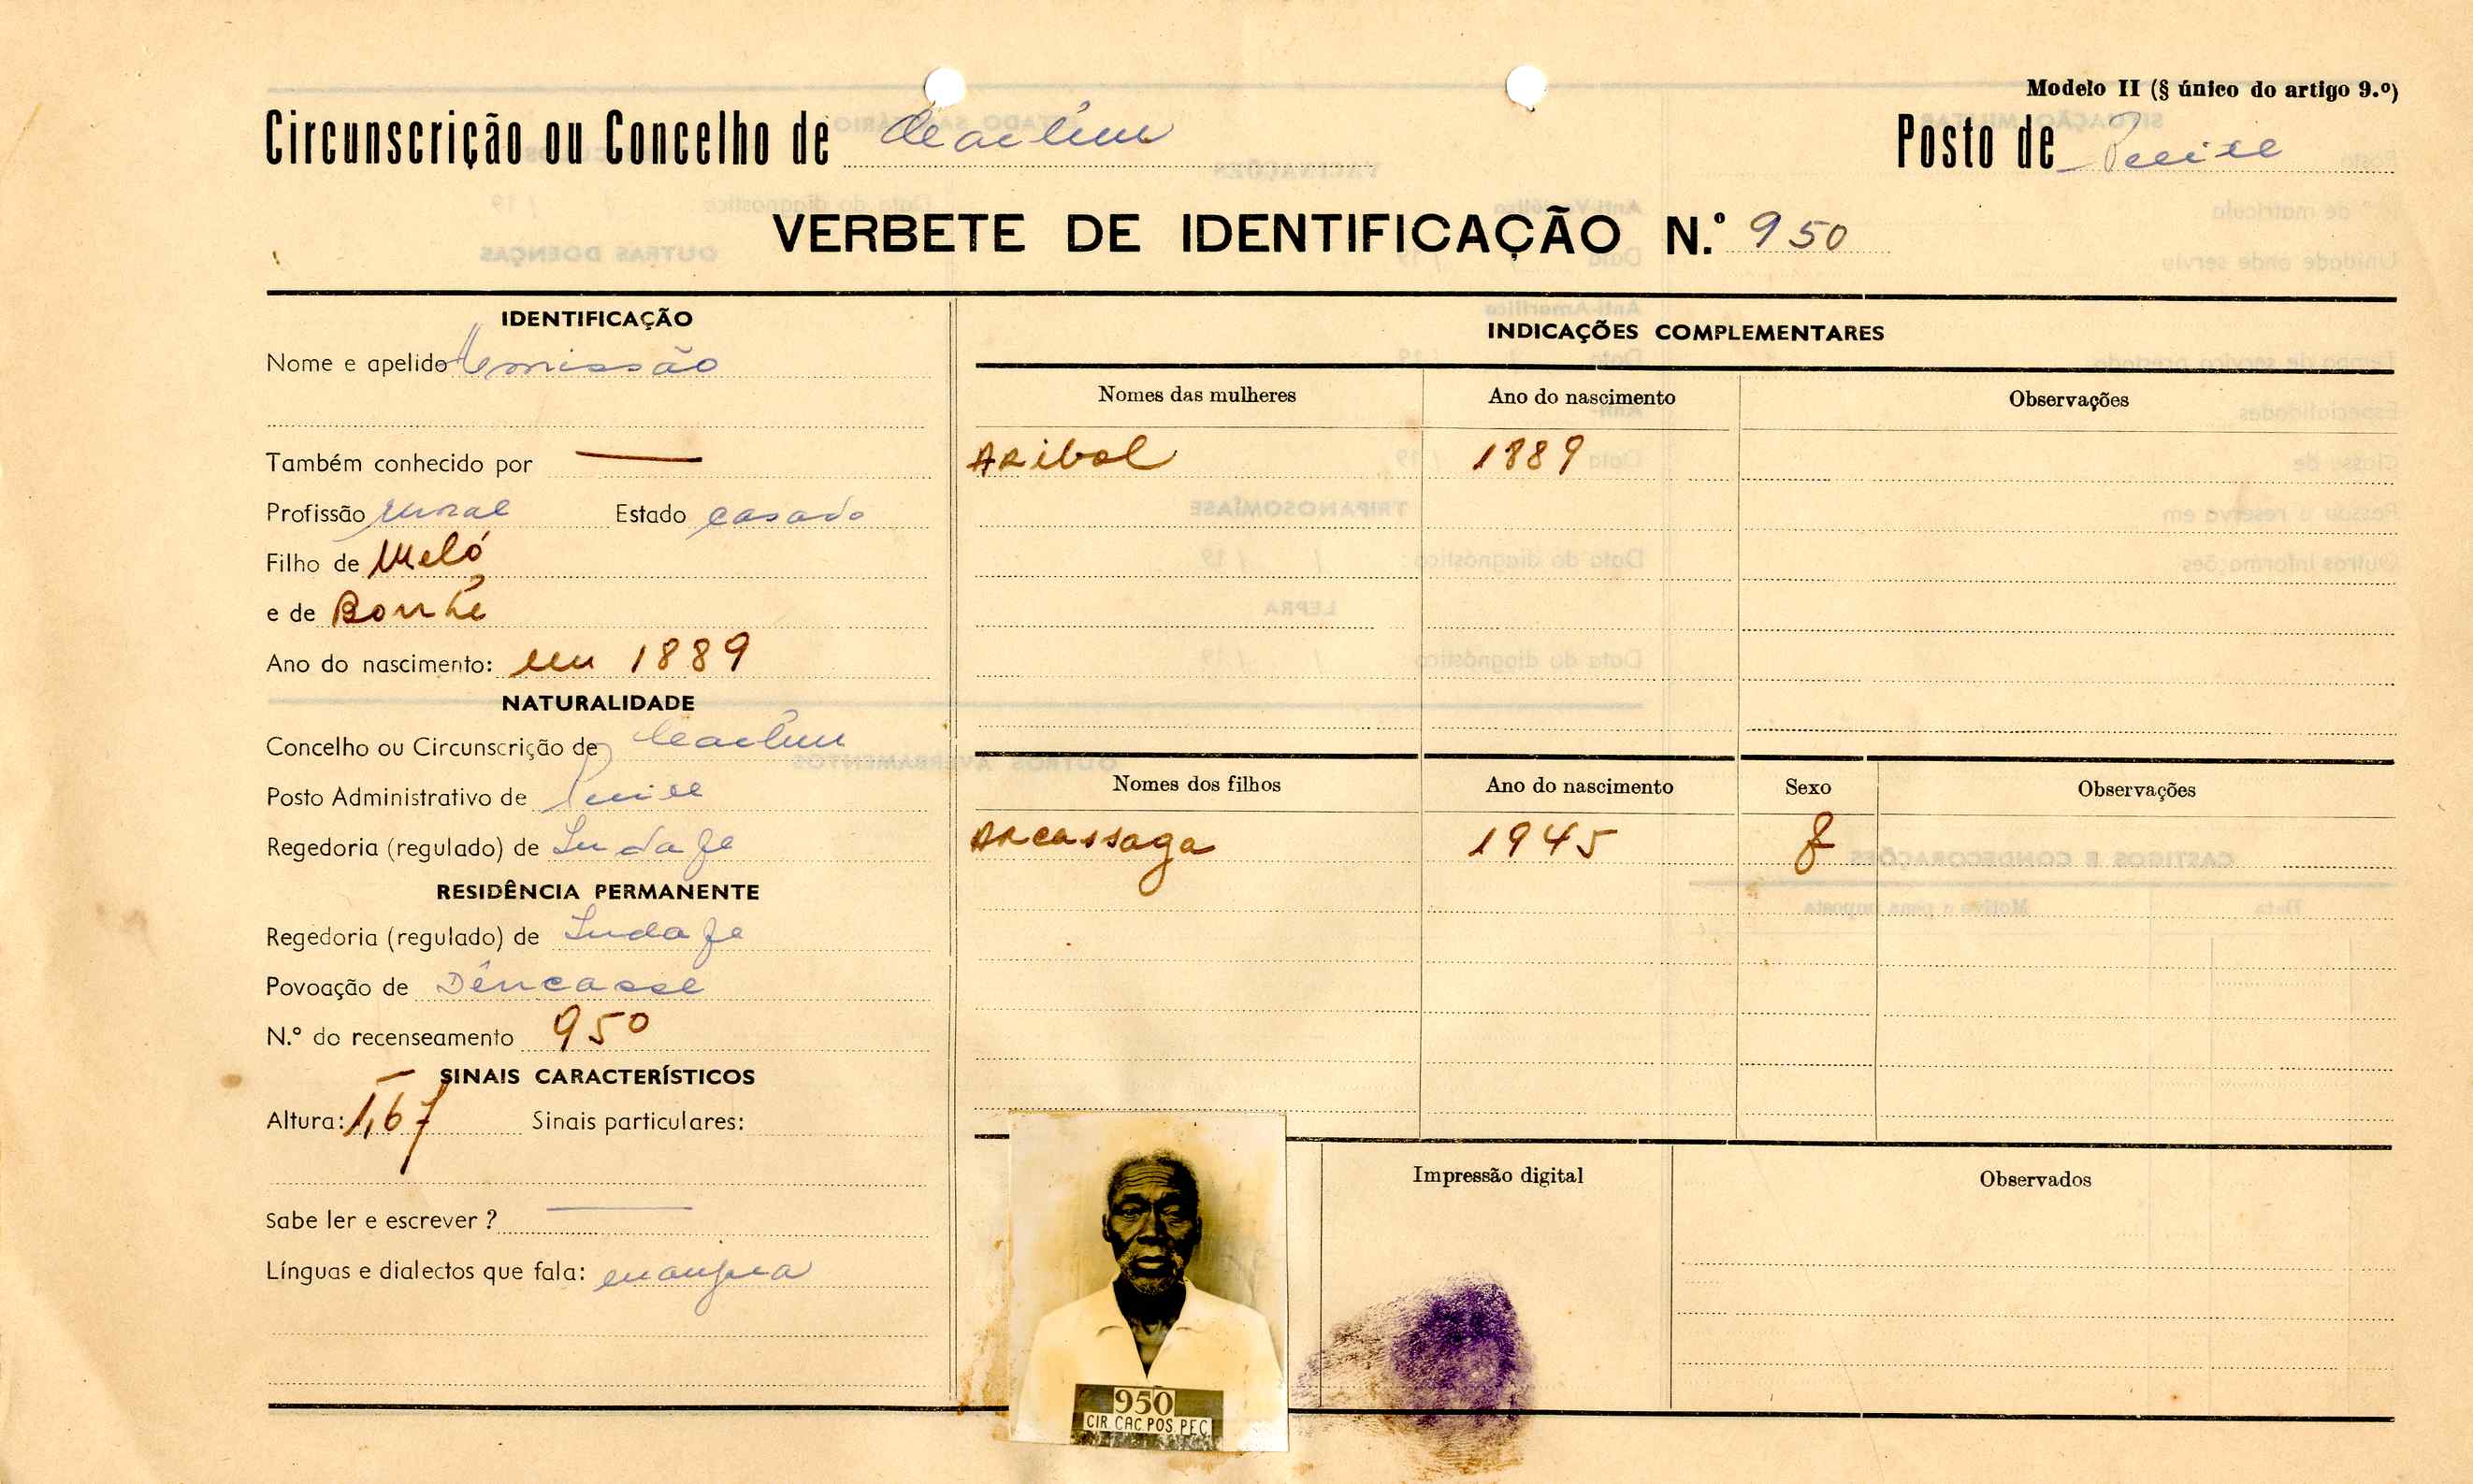 Modelo II (§ único do artigo 9.º)
Circunscrição ou Concelho de
Posto de
VERBETE DE IDENTIFICAÇÃO N.º 950
IDENTIFICAÇÃO
Nome e apelido
Também conhecido por —
Profissão rural Estado casado
Filho de Meló
e de
Ano do nascimento: em 1889
NATURALIDADE
Concelho ou Circunscrição de
Posto Administrativo de
Regedoria (regulado) de
RESIDÊNCIA PERMANENTE
Regedoria (regulado) de
Povoação de
N.º do recenseamento 950
SINAIS CARACTERÍSTICOS
Altura: 1,67 Sinais particulares:
Sabe ler e escrever ? —
Línguas e dialectos que fala:
INDICAÇÕES COMPLEMENTARES
Nomes das mulheres Ano do nascimento Observações
Aribol 1889
Nomes dos filhos Ano do nascimento Sexo Observações
Arcassaga 1945 f
Impressão digital Observados
950
CIR CAC POS PEC